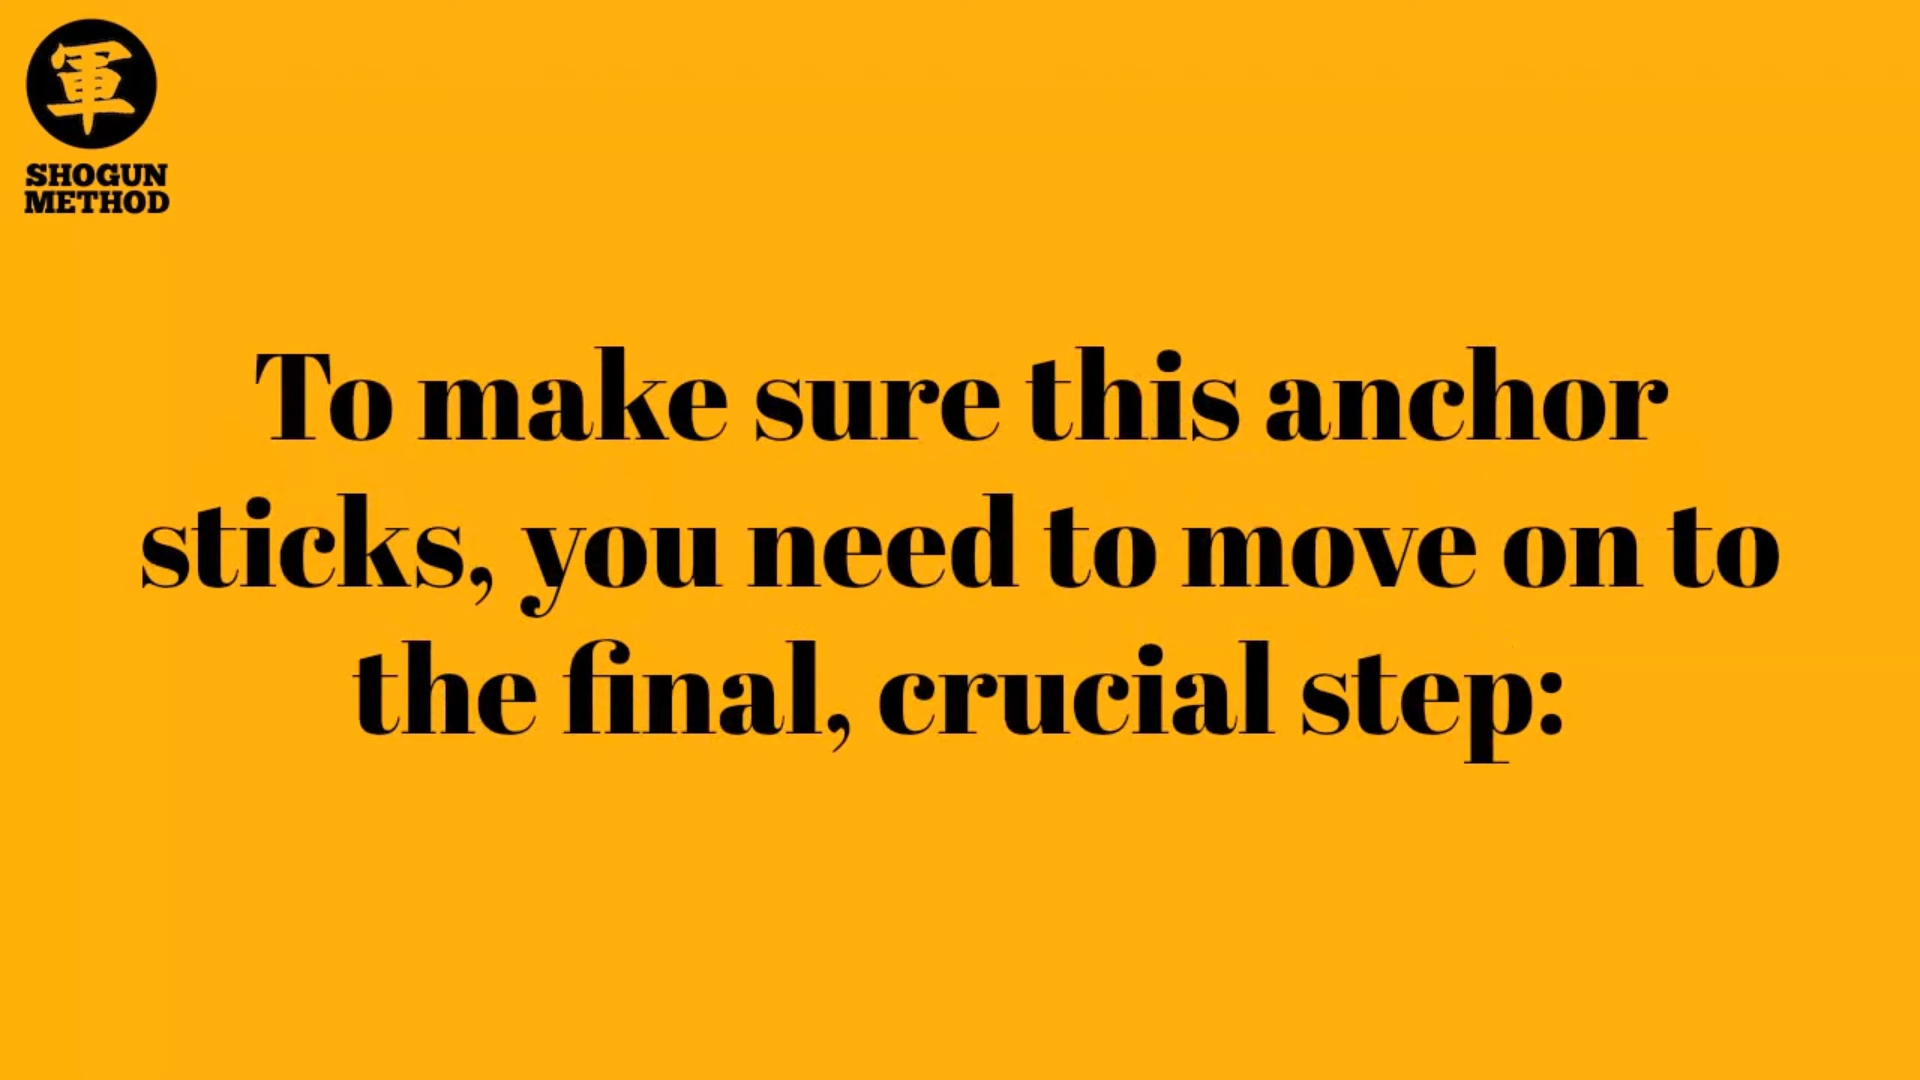 軍
SHOGUN
METHOD
To make sure this anchor
sticks, you need to move on to
the final, crucial step: